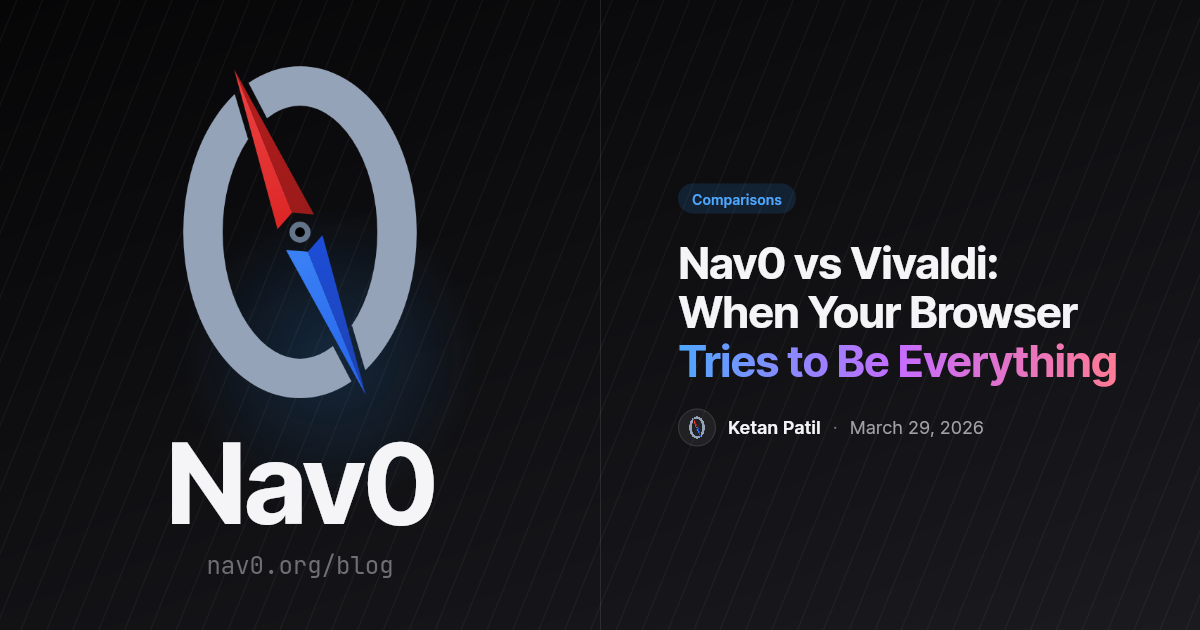 Nav0
nav0.org/blog
Comparisons
Nav0 vs Vivaldi:
When Your Browser
Tries to Be Everything
Ketan Patil · March 29, 2026